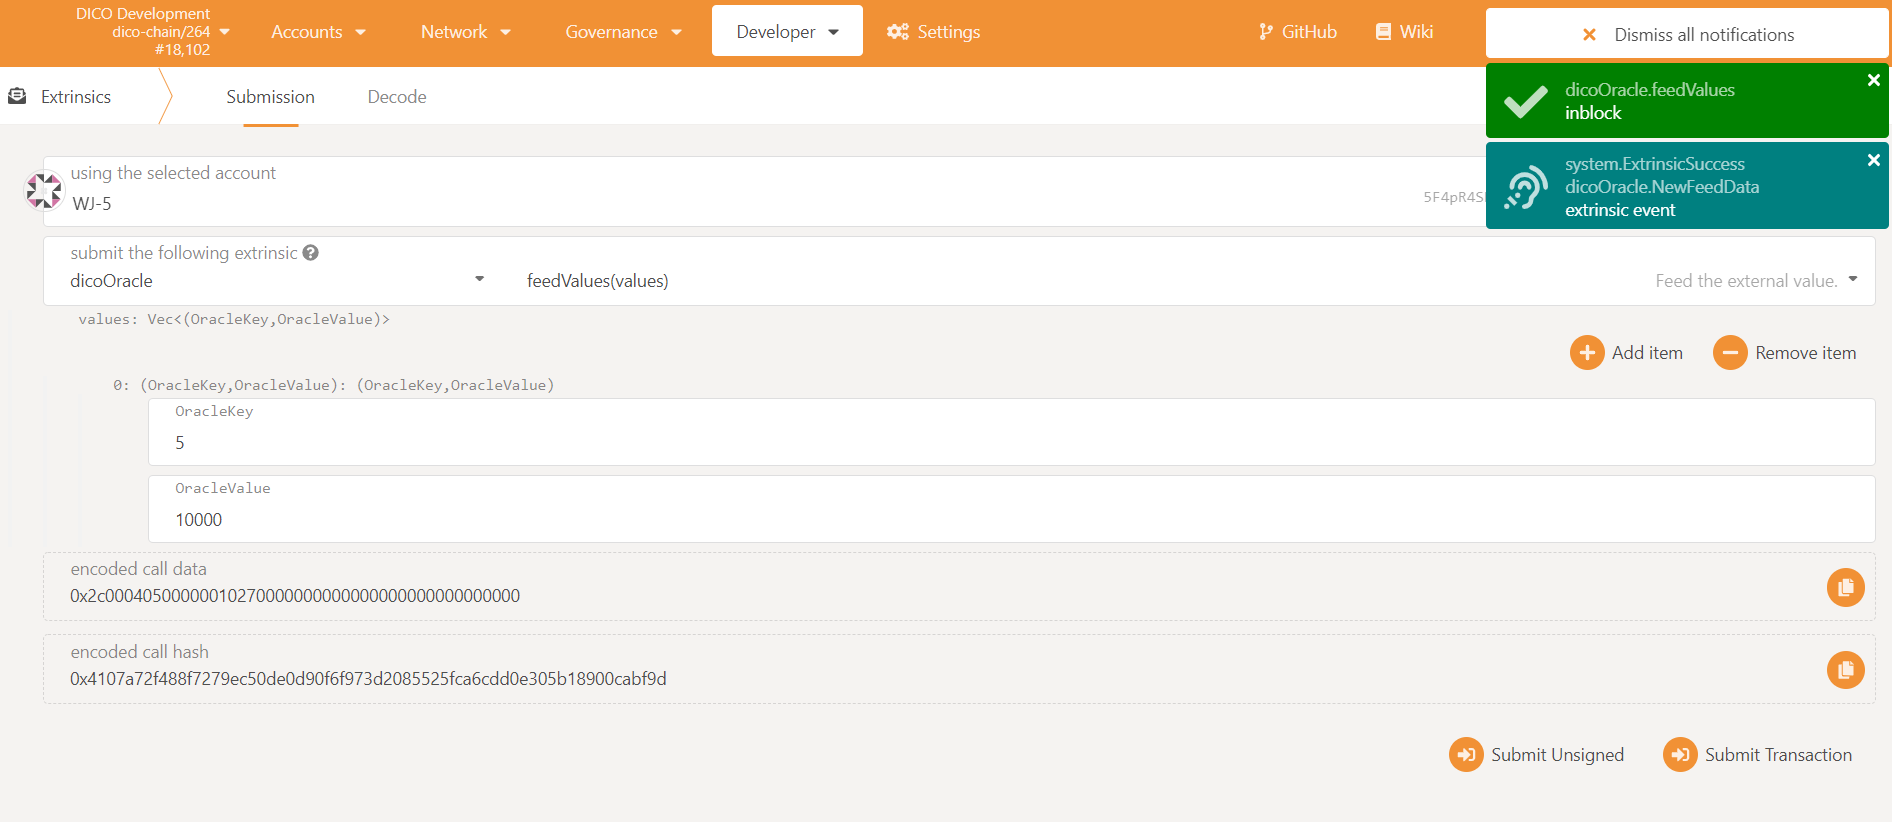 DICO Development
dico-chain/264
#18,102
Accounts
Network
Governance
Developer
Settings
GitHub
Wiki
Dismiss all notifications
dicoOracle.feedValues
inblock
system.ExtrinsicSuccess
dicoOracle.NewFeedData
extrinsic event
Extrinsics
Submission
Decode
using the selected account
WJ-5
5F4pR4S
submit the following extrinsic
dicoOracle
feedValues(values)
Feed the external value.
values: Vec<(OracleKey,OracleValue)>
Add item
Remove item
0: (OracleKey,OracleValue): (OracleKey,OracleValue)
OracleKey
5
OracleValue
10000
encoded call data
0x2c00040500000010270000000000000000000000000000
encoded call hash
0x4107a72f488f7279ec50de0d90f6f973d2085525fca6cdd0e305b18900cabf9d
Submit Unsigned
Submit Transaction